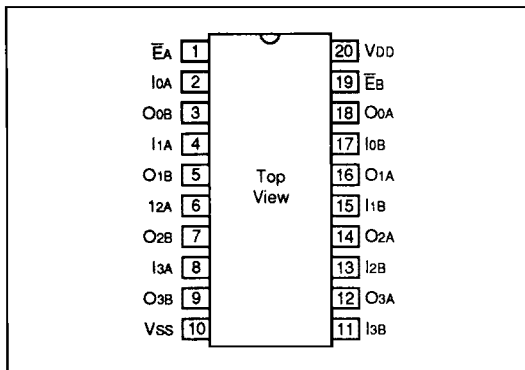 E̅A 1 20 VDD
I0A 2 19 E̅B
O0B 3 18 O0A
I1A 4 17 I0B
O1B 5 16 O1A
12A 6 15 I1B
O2B 7 14 O2A
I3A 8 13 I2B
O3B 9 12 O3A
VSS 10 11 I3B
Top
View